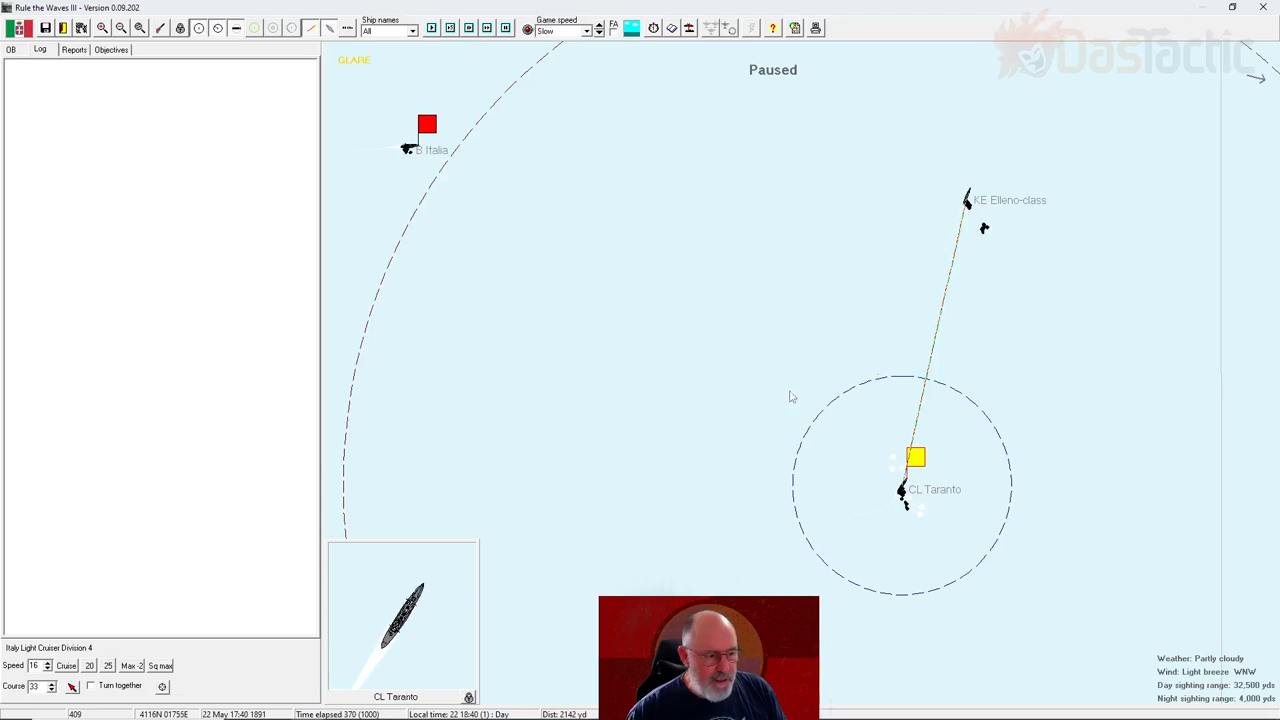 Rule the Waves III - Version 0.09.202
Ship names
All
Game speed
Slow
FA
OB
Log
Reports
Objectives
GLARE
Paused
DasTactic
B Italia
KE Elleno-class
CL Taranto
CL Taranto
Italy Light Cruiser Division 4
Speed 16 Cruise 20 25 Max -2 Sq max
Course 33 Turn together
Weather: Partly cloudy
Wind: Light breeze WNW
Day sighting range: 32,500 yds
Night sighting range: 4,000 yds
409 4116N 01755E 22 May 17:40 1891 Time elapsed 370 (1000) Local time: 22 18:40 (1) : Day Dist: 2142 yd